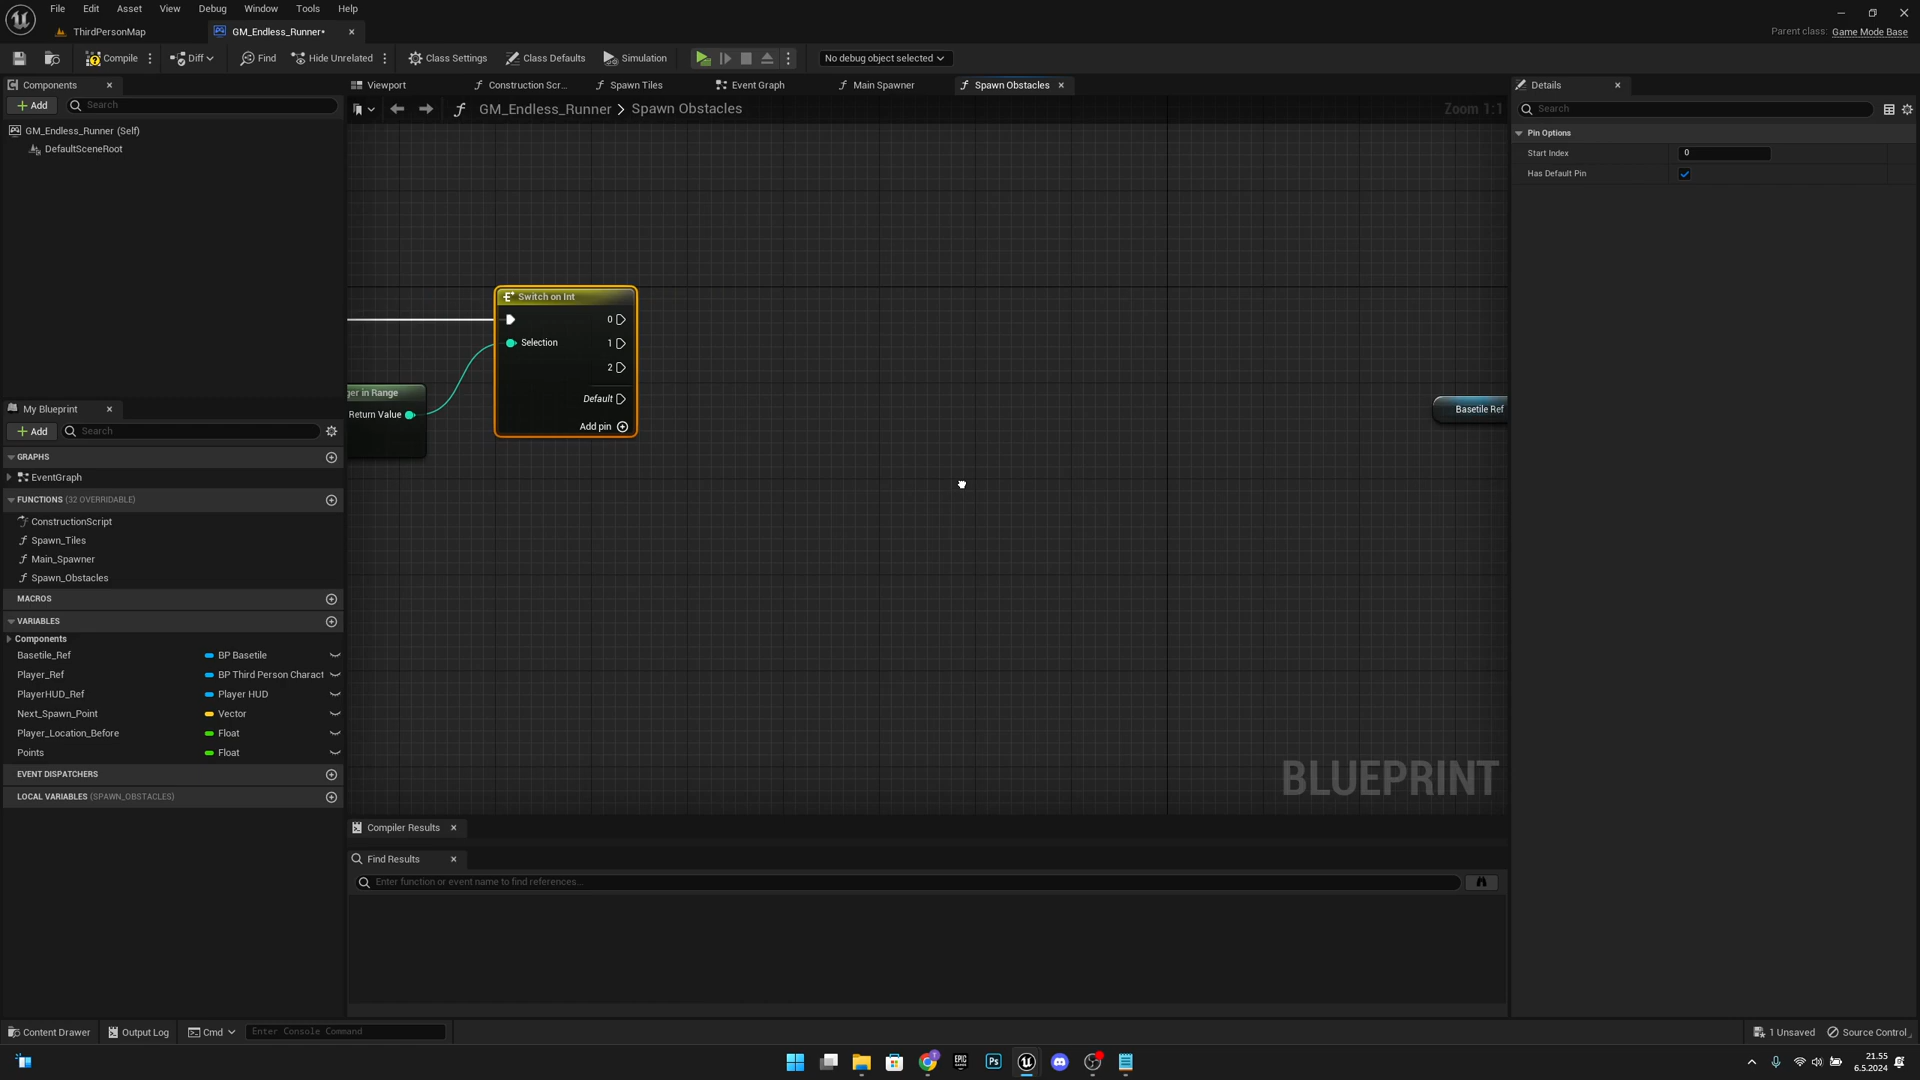 File Edit Asset View Window Tools Debug Help
ThirdPersonMap
GM_Endless_Runner•
Parent class: Game Mode Base
Compile
Diff
Find
Hide Unrelated
Class Settings
Class Defaults
Simulation
No debug object selected
Components
Add
Search
GM_Endless_Runner (Self)
DefaultSceneRoot
Viewport
Construction Scr...
Spawn Tiles
Event Graph
Main Spawner
Spawn Obstacles
GM_Endless_Runner > Spawn Obstacles
Zoom 1:1
Switch on Int
0
Selection
1
2
Default
Add pin
ger in Range
Return Value
Basetile Ref
BLUEPRINT
Details
Search
Pin Options
Start Index
0
Has Default Pin
My Blueprint
Add
Search
GRAPHS
EventGraph
FUNCTIONS (32 OVERRIDABLE)
ConstructionScript
Spawn_Tiles
Main_Spawner
Spawn_Obstacles
MACROS
VARIABLES
Components
Basetile_Ref BP Basetile
Player_Ref BP Third Person Charact
PlayerHUD_Ref Player HUD
Next_Spawn_Point Vector
Player_Location_Before Float
Points Float
EVENT DISPATCHERS
LOCAL VARIABLES (SPAWN_OBSTACLES)
Compiler Results
Find Results
Enter function or event name to find references...
Content Drawer
Output Log
Cmd
Enter Console Command
1 Unsaved
Source Control
EPIC GAMES
Ps
21.55
6.5.2024